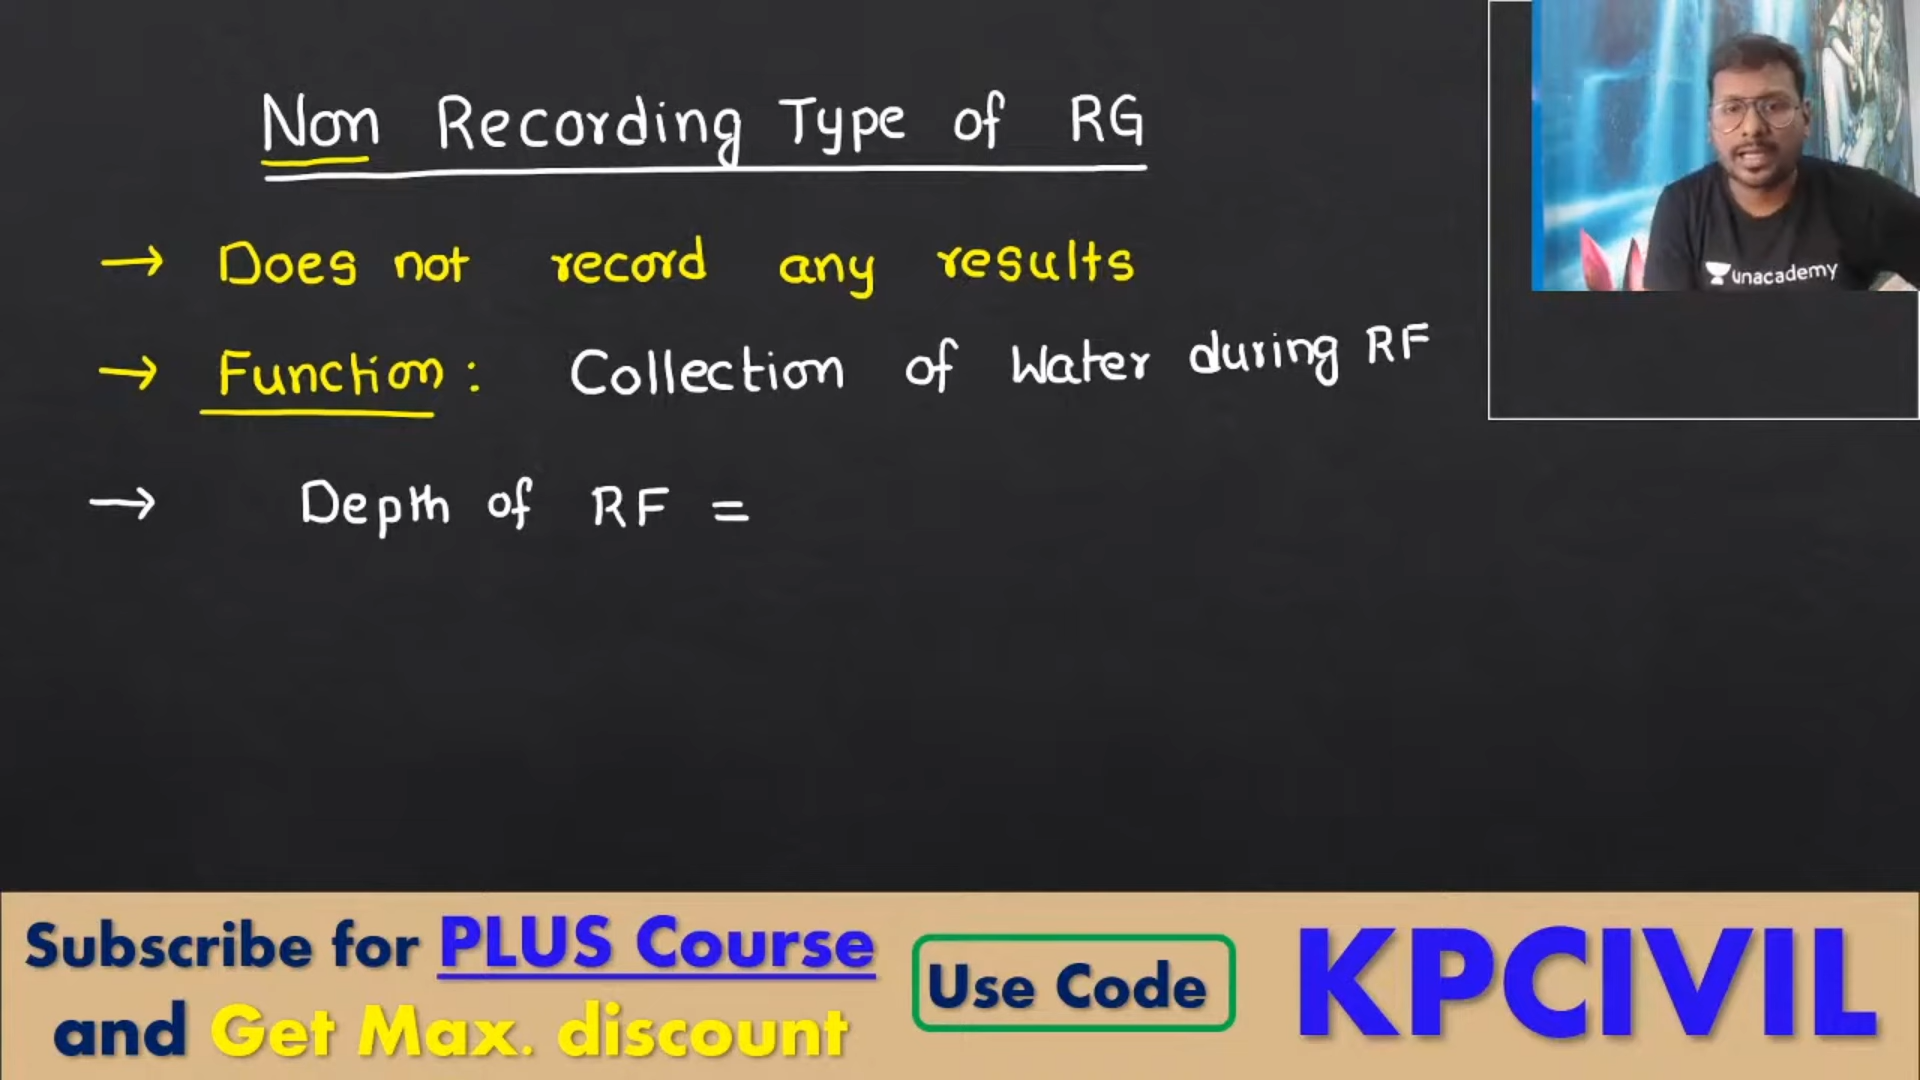 Non Recording Type of RG
→ Does not record any results
→ Function: Collection of Water during RF
→ Depth of RF =
unacademy
Subscribe for PLUS Course
and Get Max. discount
Use Code
KPCIVIL